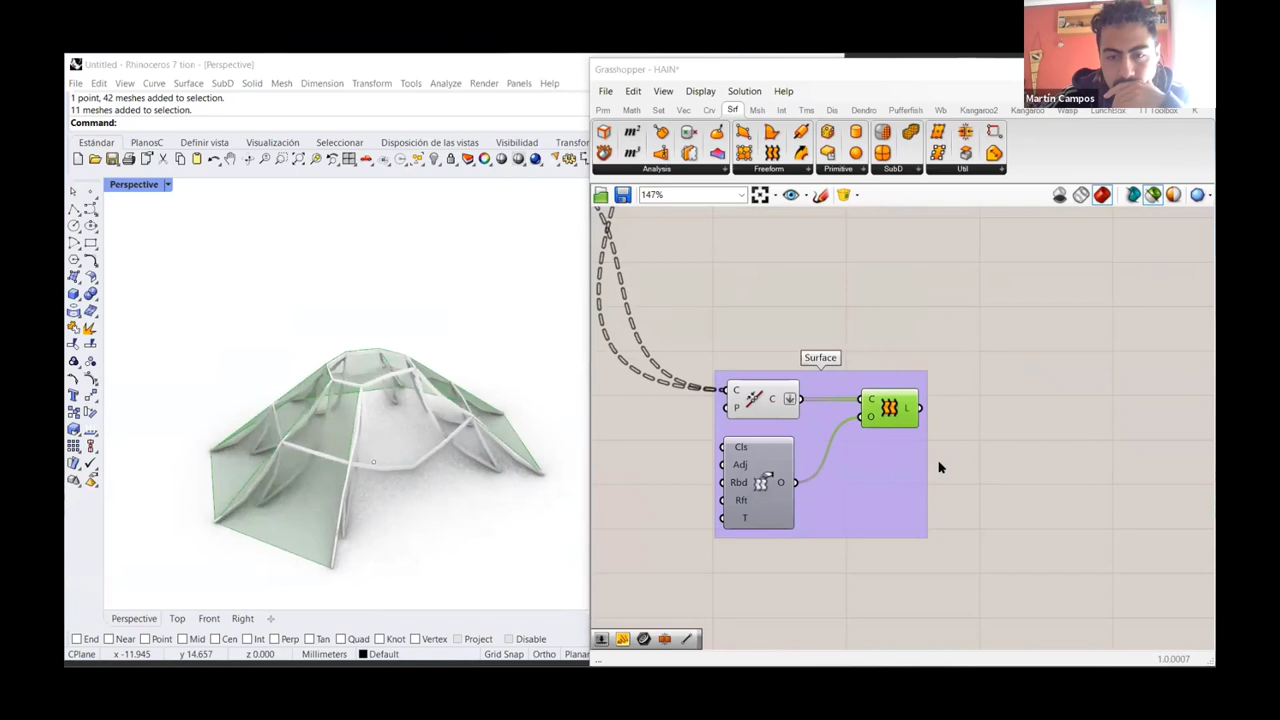 Untitled - Rhinoceros 7 tion - [Perspective]
File Edit View Curve Surface SubD Solid Mesh Dimension Transform Tools Analyze Render Panels Help
1 point, 42 meshes added to selection.
11 meshes added to selection.
Command:
Estándar PlanosC Definir vista Visualización Seleccionar Disposición de las vistas Visibilidad Transfor
Perspective
Perspective Top Front Right
End Near Point Mid Cen Int Perp Tan Quad Knot Vertex Project Disable
CPlane x -11.945 y 14.657 z 0.000 Millimeters Default Grid Snap Ortho Planar
Martín Campos
Grasshopper - HAIN*
File Edit View Display Solution Help
Prm Math Set Vec Crv Srf Msh Int Trns Dis Dendro Pufferfish Wb Kangaroo2 Kangaroo Wasp LunchBox TT Toolbox K
m² m³
Analysis Freeform Primitive SubD Util
147%
Surface
C P C
C O L
Cls
Adj
Rbd O
Rft
T
...
1.0.0007